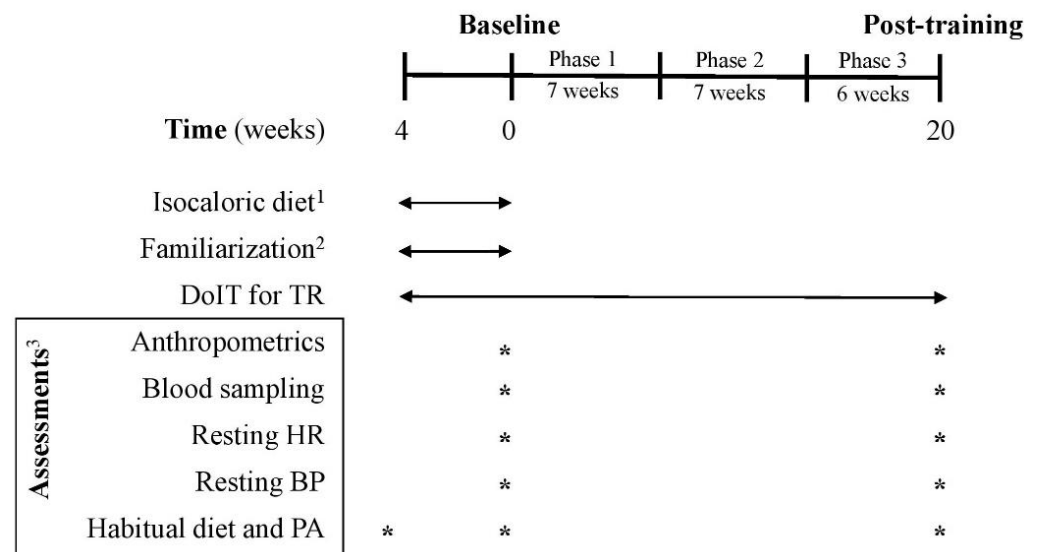 Baseline Post-training
Phase 1 Phase 2 Phase 3
7 weeks 7 weeks 6 weeks
Time (weeks) 4 0 20
Isocaloric diet¹
Familiarization²
DoIT for TR
Assessments³
Anthropometrics * *
Blood sampling * *
Resting HR * *
Resting BP * *
Habitual diet and PA * * *